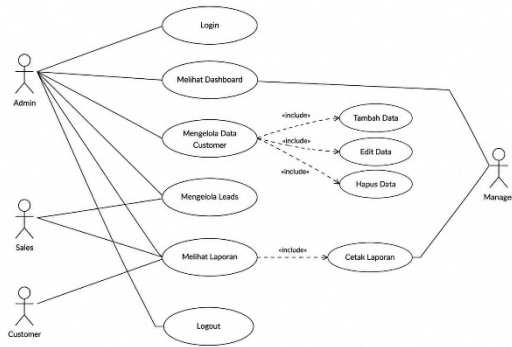 Login
Melihat Dashboard
Admin
Mengelola Data
Customer
«include»
Tambah Data
«include»
Edit Data
«include»
Hapus Data
Manager
Mengelola Leads
Sales
Melihat Laporan
«include»
Cetak Laporan
Customer
Logout